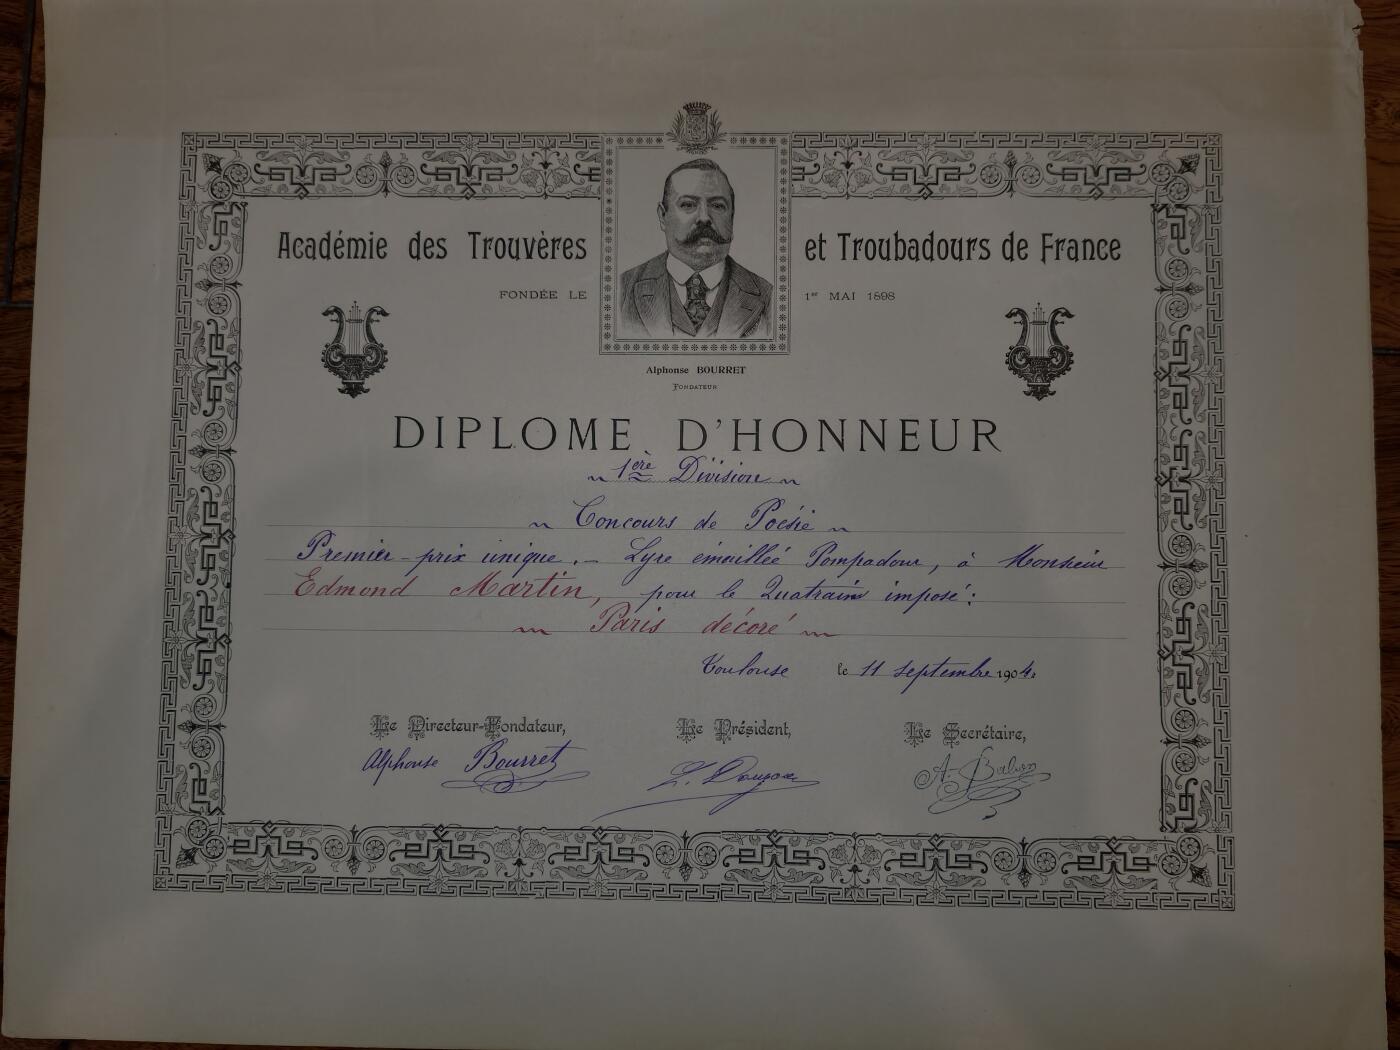 Académie des Trouvères et Troubadours de France
FONDÉE LE 1er MAI 1898
Alphonse BOURRET
FONDATEUR
DIPLOME D'HONNEUR
~ 1ère Division ~
~ Concours de Poésie ~
Premier-prix unique. - Lyre émaillée Pompadour, à Monsieur
Edmond Martin, pour le Quatrain imposé:
~ Paris décoré ~
Toulouse le 11 septembre 1904.
Le Directeur-Fondateur, Le Président, Le Secrétaire,
Alphonse Bourret